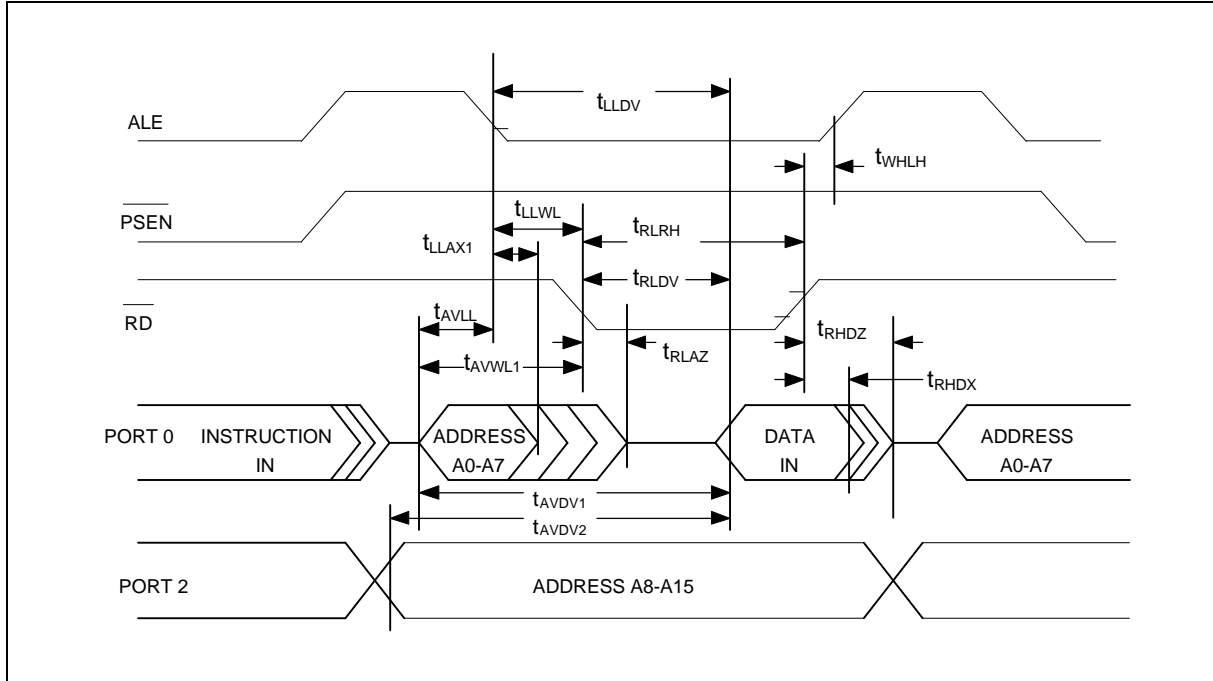 tLLDV
ALE
tWHLH
PSEN
tLLWL
tRLRH
tLLAX1
tRLDV
RD
tAVLL
tRHDZ
tRLAZ
tAVWL1
tRHDX
PORT 0
INSTRUCTION
IN
ADDRESS
A0-A7
DATA
IN
ADDRESS
A0-A7
tAVDV1
tAVDV2
PORT 2
ADDRESS A8-A15